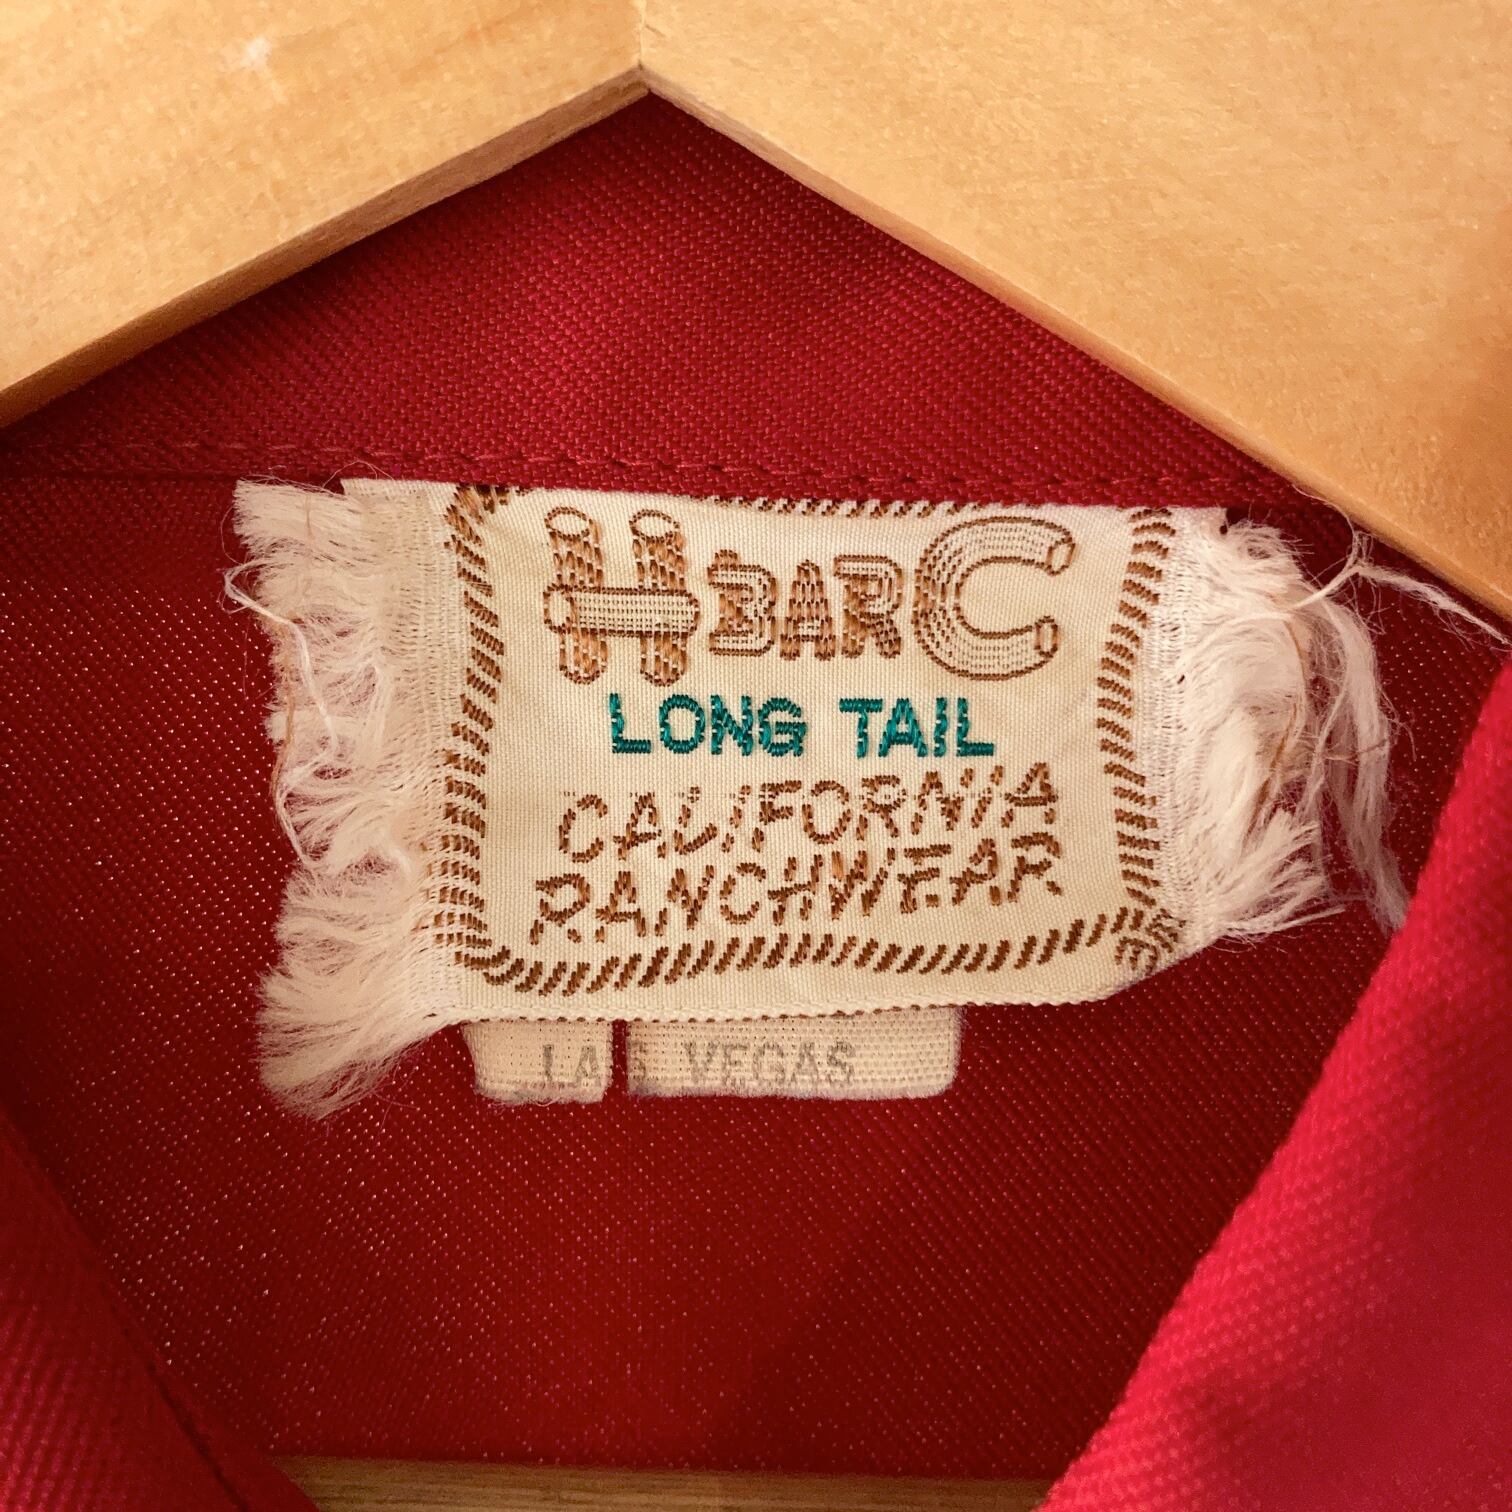 H BAR C
LONG TAIL
CALIFORNIA
RANCHWEAR
LAS VEGAS